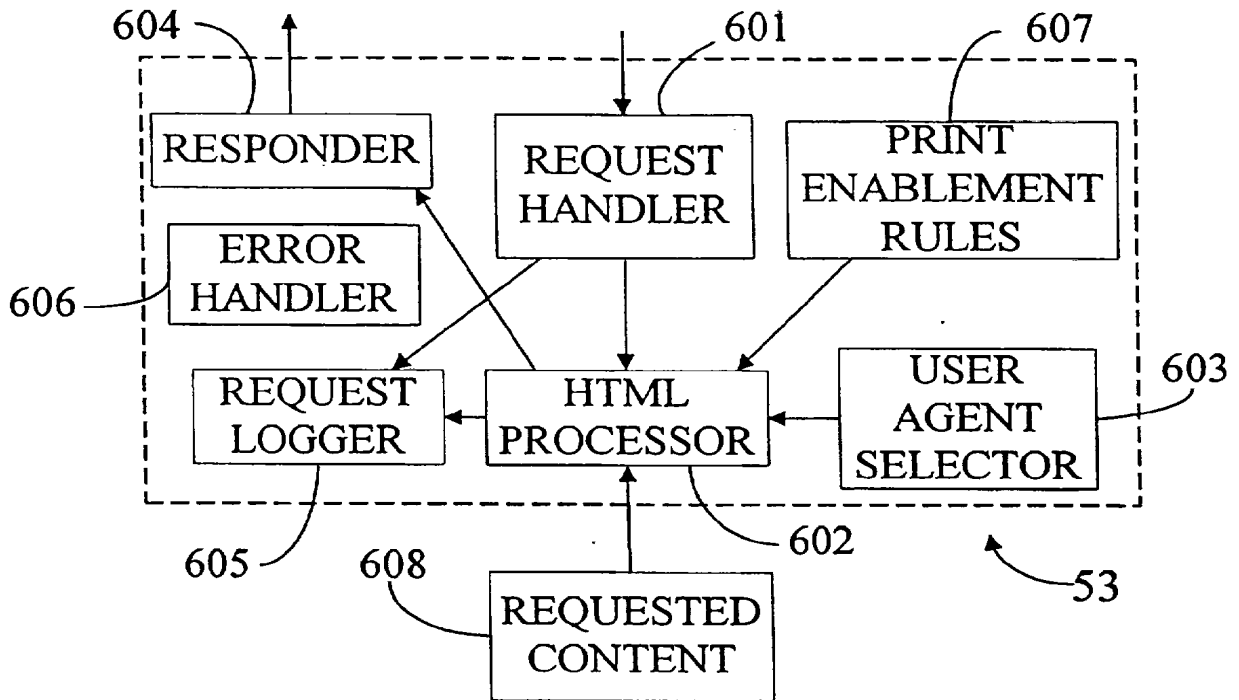 604
601
607
RESPONDER
REQUEST
HANDLER
PRINT
ENABLEMENT
RULES
ERROR
HANDLER
606
REQUEST
LOGGER
HTML
PROCESSOR
USER
AGENT
SELECTOR
603
605
608
602
53
REQUESTED
CONTENT